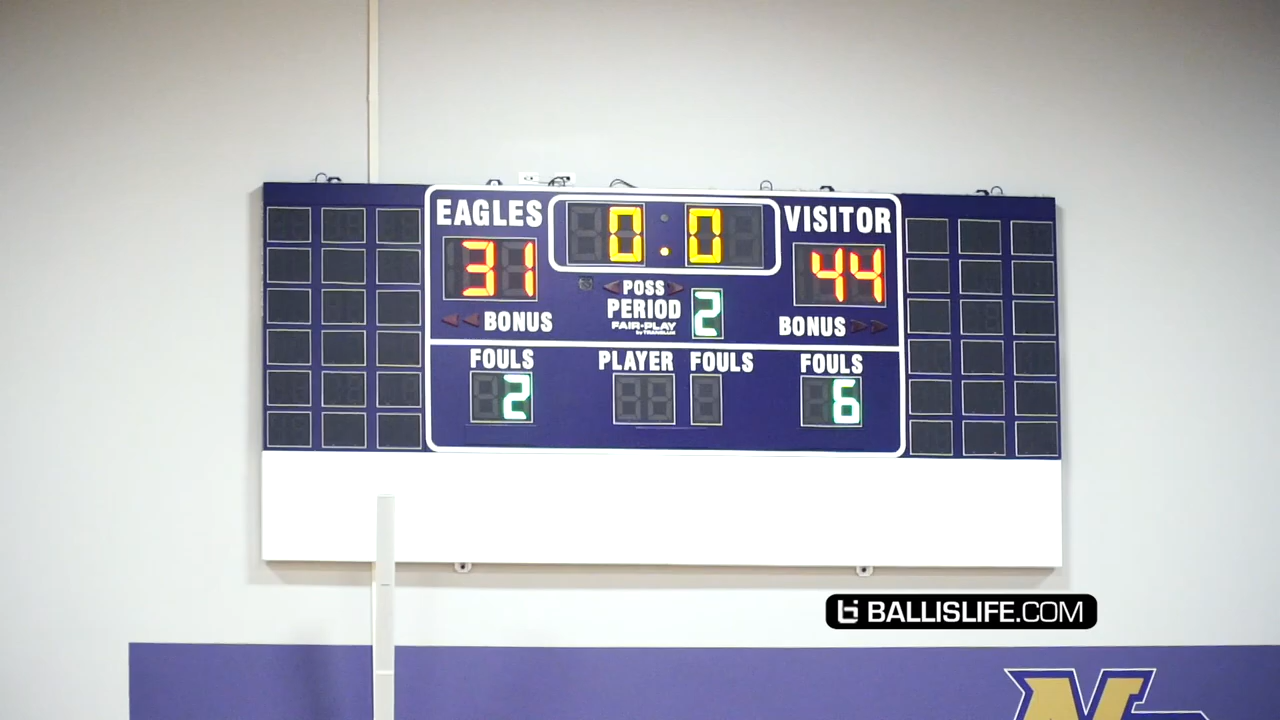 EAGLES
0.0
VISITOR
31
44
POSS
PERIOD
2
FAIR-PLAY
BONUS
BONUS
FOULS
PLAYER FOULS
FOULS
2
6
BALLISLIFE.COM